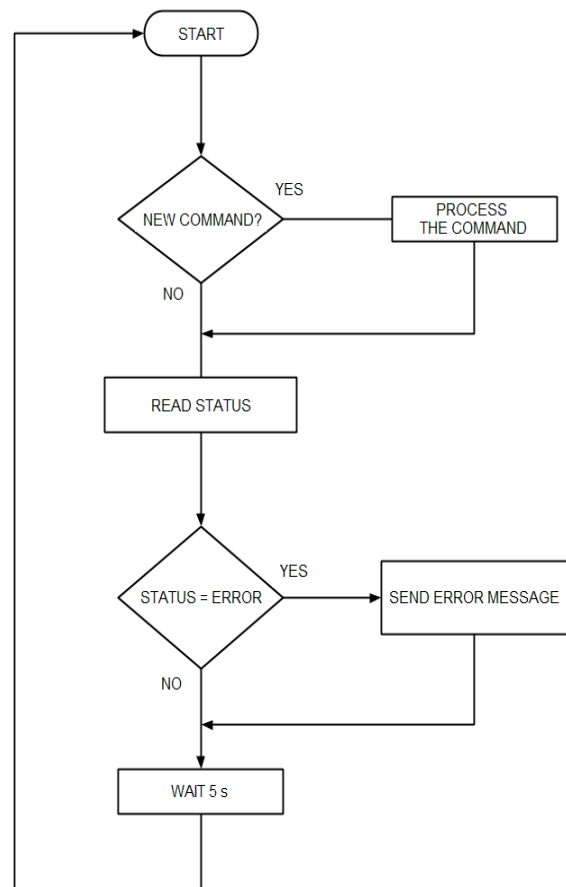 START
NEW COMMAND?
YES
PROCESS
THE COMMAND
NO
READ STATUS
STATUS = ERROR
YES
SEND ERROR MESSAGE
NO
WAIT 5 s